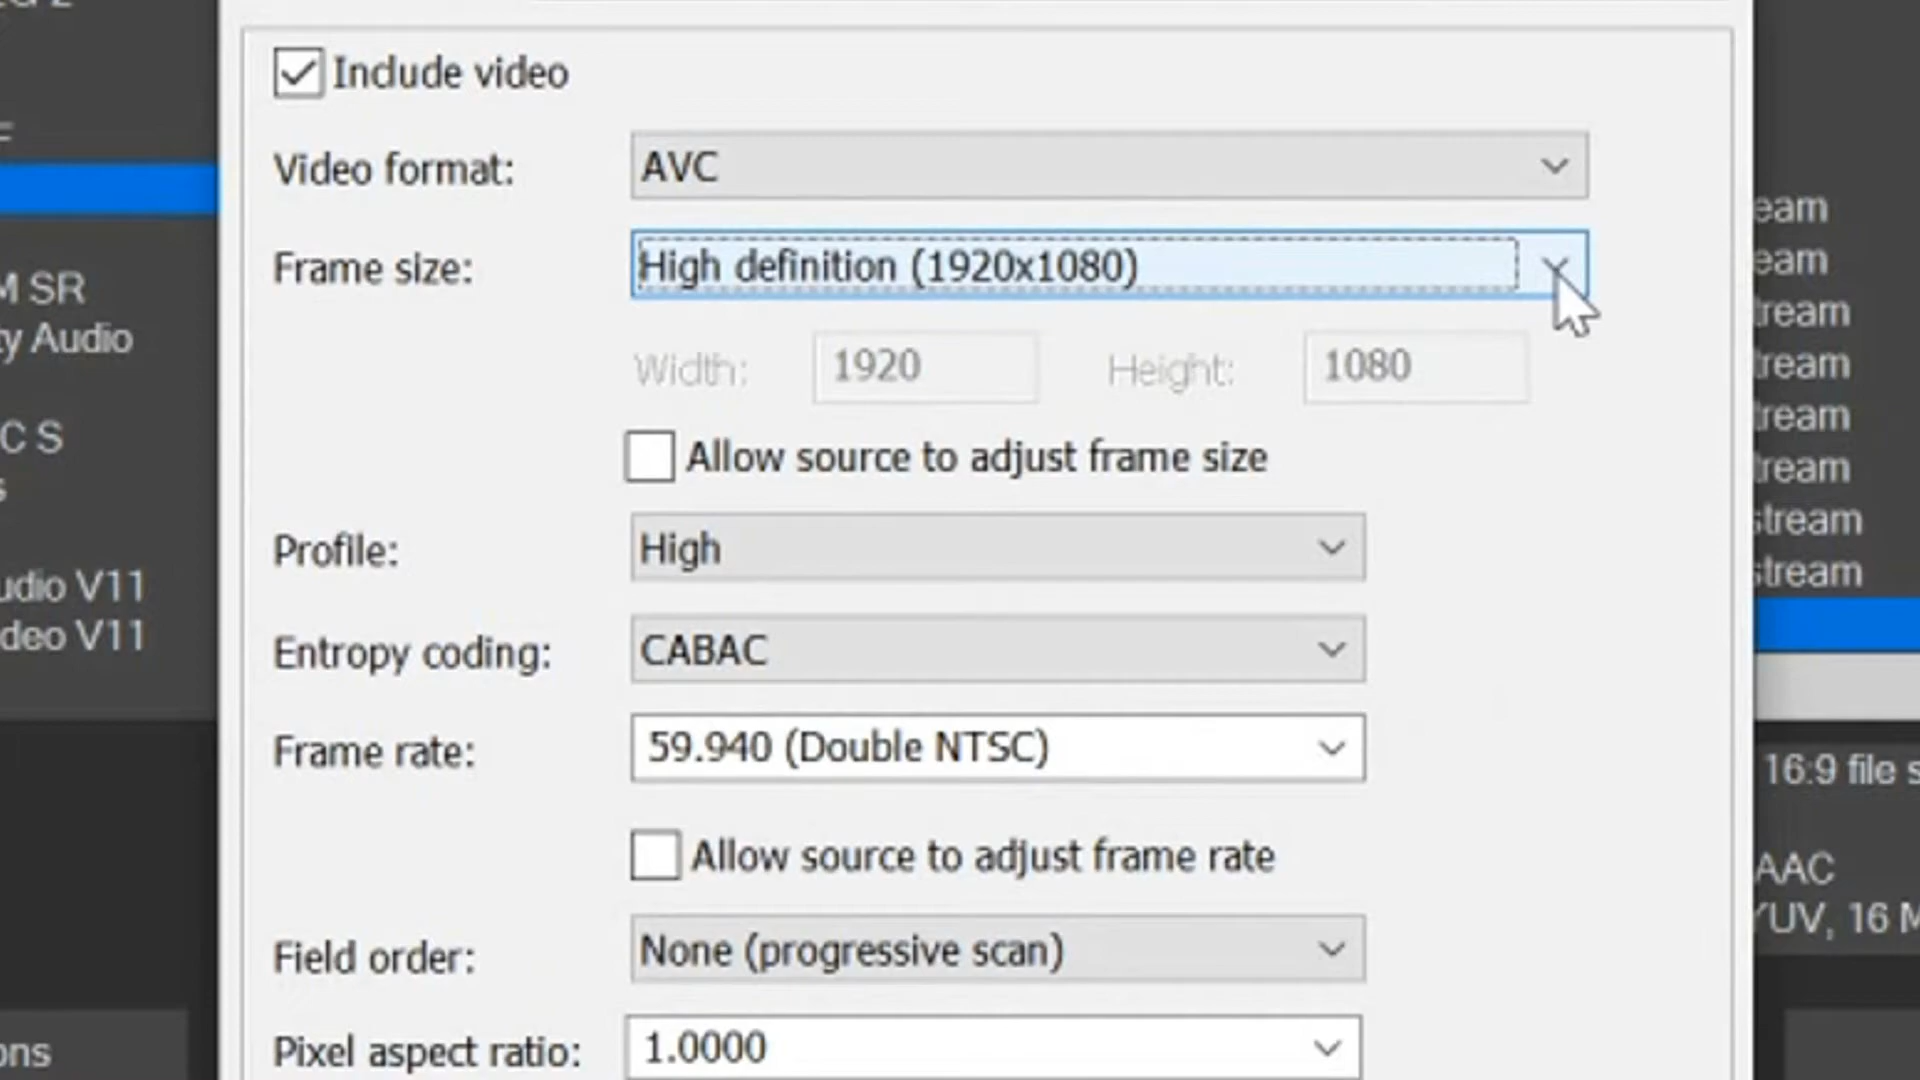 Include video
Video format: AVC
Frame size: High definition (1920x1080)
Width: 1920 Height: 1080
Allow source to adjust frame size
Profile: High
Entropy coding: CABAC
Frame rate: 59.940 (Double NTSC)
Allow source to adjust frame rate
Field order: None (progressive scan)
Pixel aspect ratio: 1.0000
M SR
ty Audio
C S
udio V11
deo V11
ons
eam
eam
tream
tream
tream
tream
stream
stream
16:9 file s
AAC
YUV, 16 M